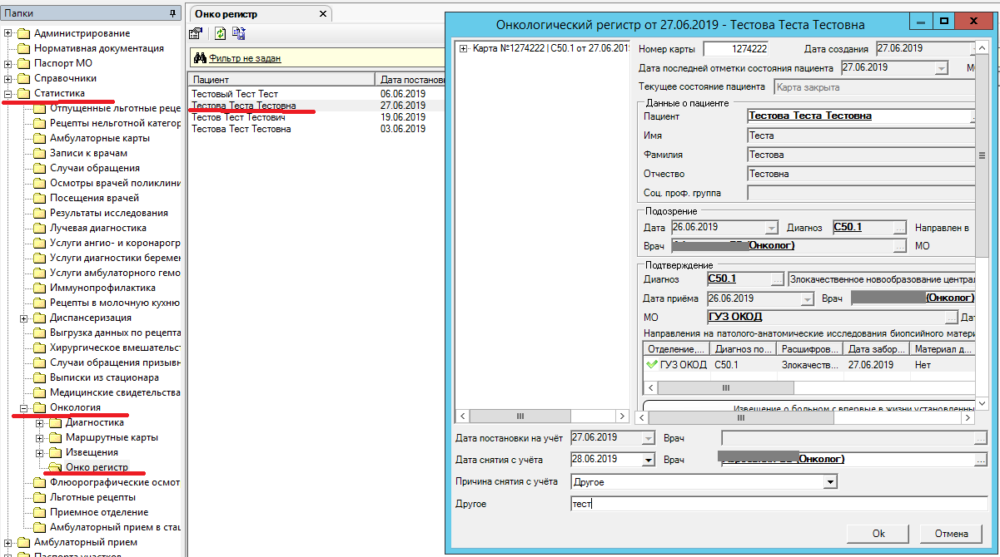 Папки
Администрирование
Нормативная документация
Паспорт МО
Справочники
Статистика
Отпущенные льготные реце
Рецепты нельготной категор
Амбулаторные карты
Записи к врачам
Случаи обращения
Осмотры врачей поликлини
Посещения врачей
Результаты исследования
Лучевая диагностика
Услуги ангио- и коронарогр
Услуги диагностики беремен
Услуги амбулаторного гемо
Иммунопрофилактика
Рецепты в молочную кухню
Диспансеризация
Выгрузка данных по рецепта
Хирургическое вмешательс
Случаи обращения призывн
Выписки из стационара
Медицинские свидетельства
Онкология
Диагностика
Маршрутные карты
Извещения
Онко регистр
Флюорографические осмот
Льготные рецепты
Приемное отделение
Амбулаторный прием в стац
Амбулаторный прием
Паспорта участков
Онко регистр
Фильтр не задан
Пациент Дата постановн
Тестовый Тест Тест 06.06.2019
Тестова Теста Тестовна 27.06.2019
Тестов Тест Тестович 19.06.2019
Тестова Тест Тестовна 03.06.2019
Онкологический регистр от 27.06.2019 - Тестова Теста Тестовна
Карта №1274222 | C50.1 от 27.06.201
Номер карты 1274222 Дата создания 27.06.2019
Дата последней отметки состояния пациента 27.06.2019
Текущее состояние пациента Карта закрыта
Данные о пациенте
Пациент Тестова Теста Тестовна
Имя Теста
Фамилия Тестова
Отчество Тестовна
Соц. проф. группа
Подозрение
Дата 26.06.2019 Диагноз C50.1 ... Направлен в
Врач (Онколог) ... МО
Подтверждение
Диагноз C50.1 ... Злокачественное новообразование централ
Дата приёма 26.06.2019 Врач (Онколог)
МО ГУЗ ОКОД ... Дат
Направления на патолого-анатомические исследования биопсийного матери
Отделение,... Диагноз по... Расшифров... Дата забор... Материал д...
ГУЗ ОКОД C50.1 Злокачеств... 27.06.2019 Нет
Извещение о больном с впервые в жизни установленны
Дата постановки на учёт 27.06.2019 Врач ...
Дата снятия с учёта 28.06.2019 Врач (Онколог) ...
Причина снятия с учёта Другое
Другое тест
Ok Отмена